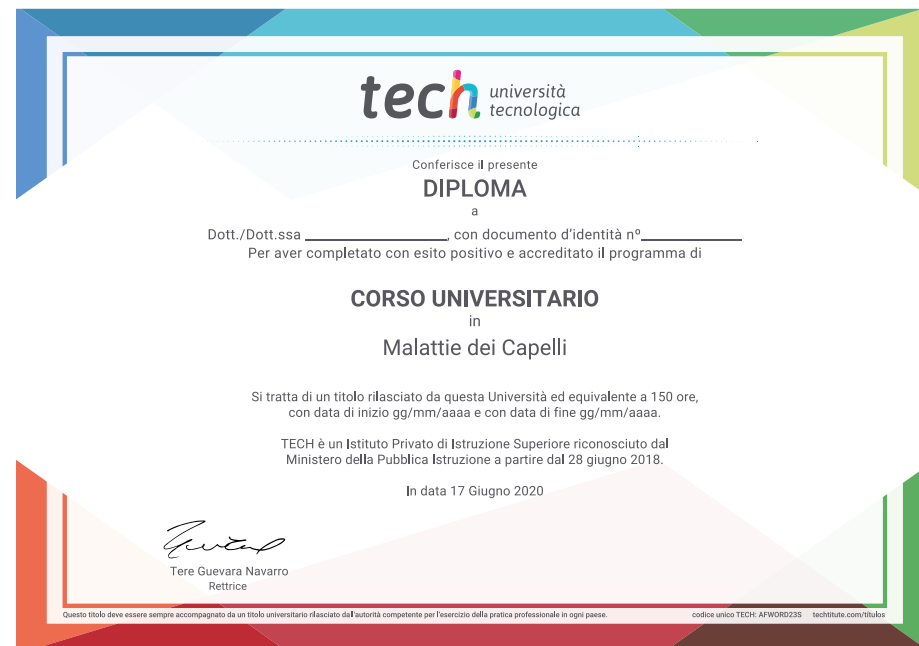 tech università
tecnologica
Conferisce il presente
DIPLOMA
a
Dott./Dott.ssa ___________________, con documento d'identità nº_____________
Per aver completato con esito positivo e accreditato il programma di
CORSO UNIVERSITARIO
in
Malattie dei Capelli
Si tratta di un titolo rilasciato da questa Università ed equivalente a 150 ore,
con data di inizio gg/mm/aaaa e con data di fine gg/mm/aaaa.
TECH è un Istituto Privato di Istruzione Superiore riconosciuto dal
Ministero della Pubblica Istruzione a partire dal 28 giugno 2018.
In data 17 Giugno 2020
Tere Guevara Navarro
Rettrice
Questo titolo deve essere sempre accompagnato da un titolo universitario rilasciato dall'autorità competente per l'esercizio della pratica professionale in ogni paese. codice unico TECH: AFWORD23S techtitute.com/titulos